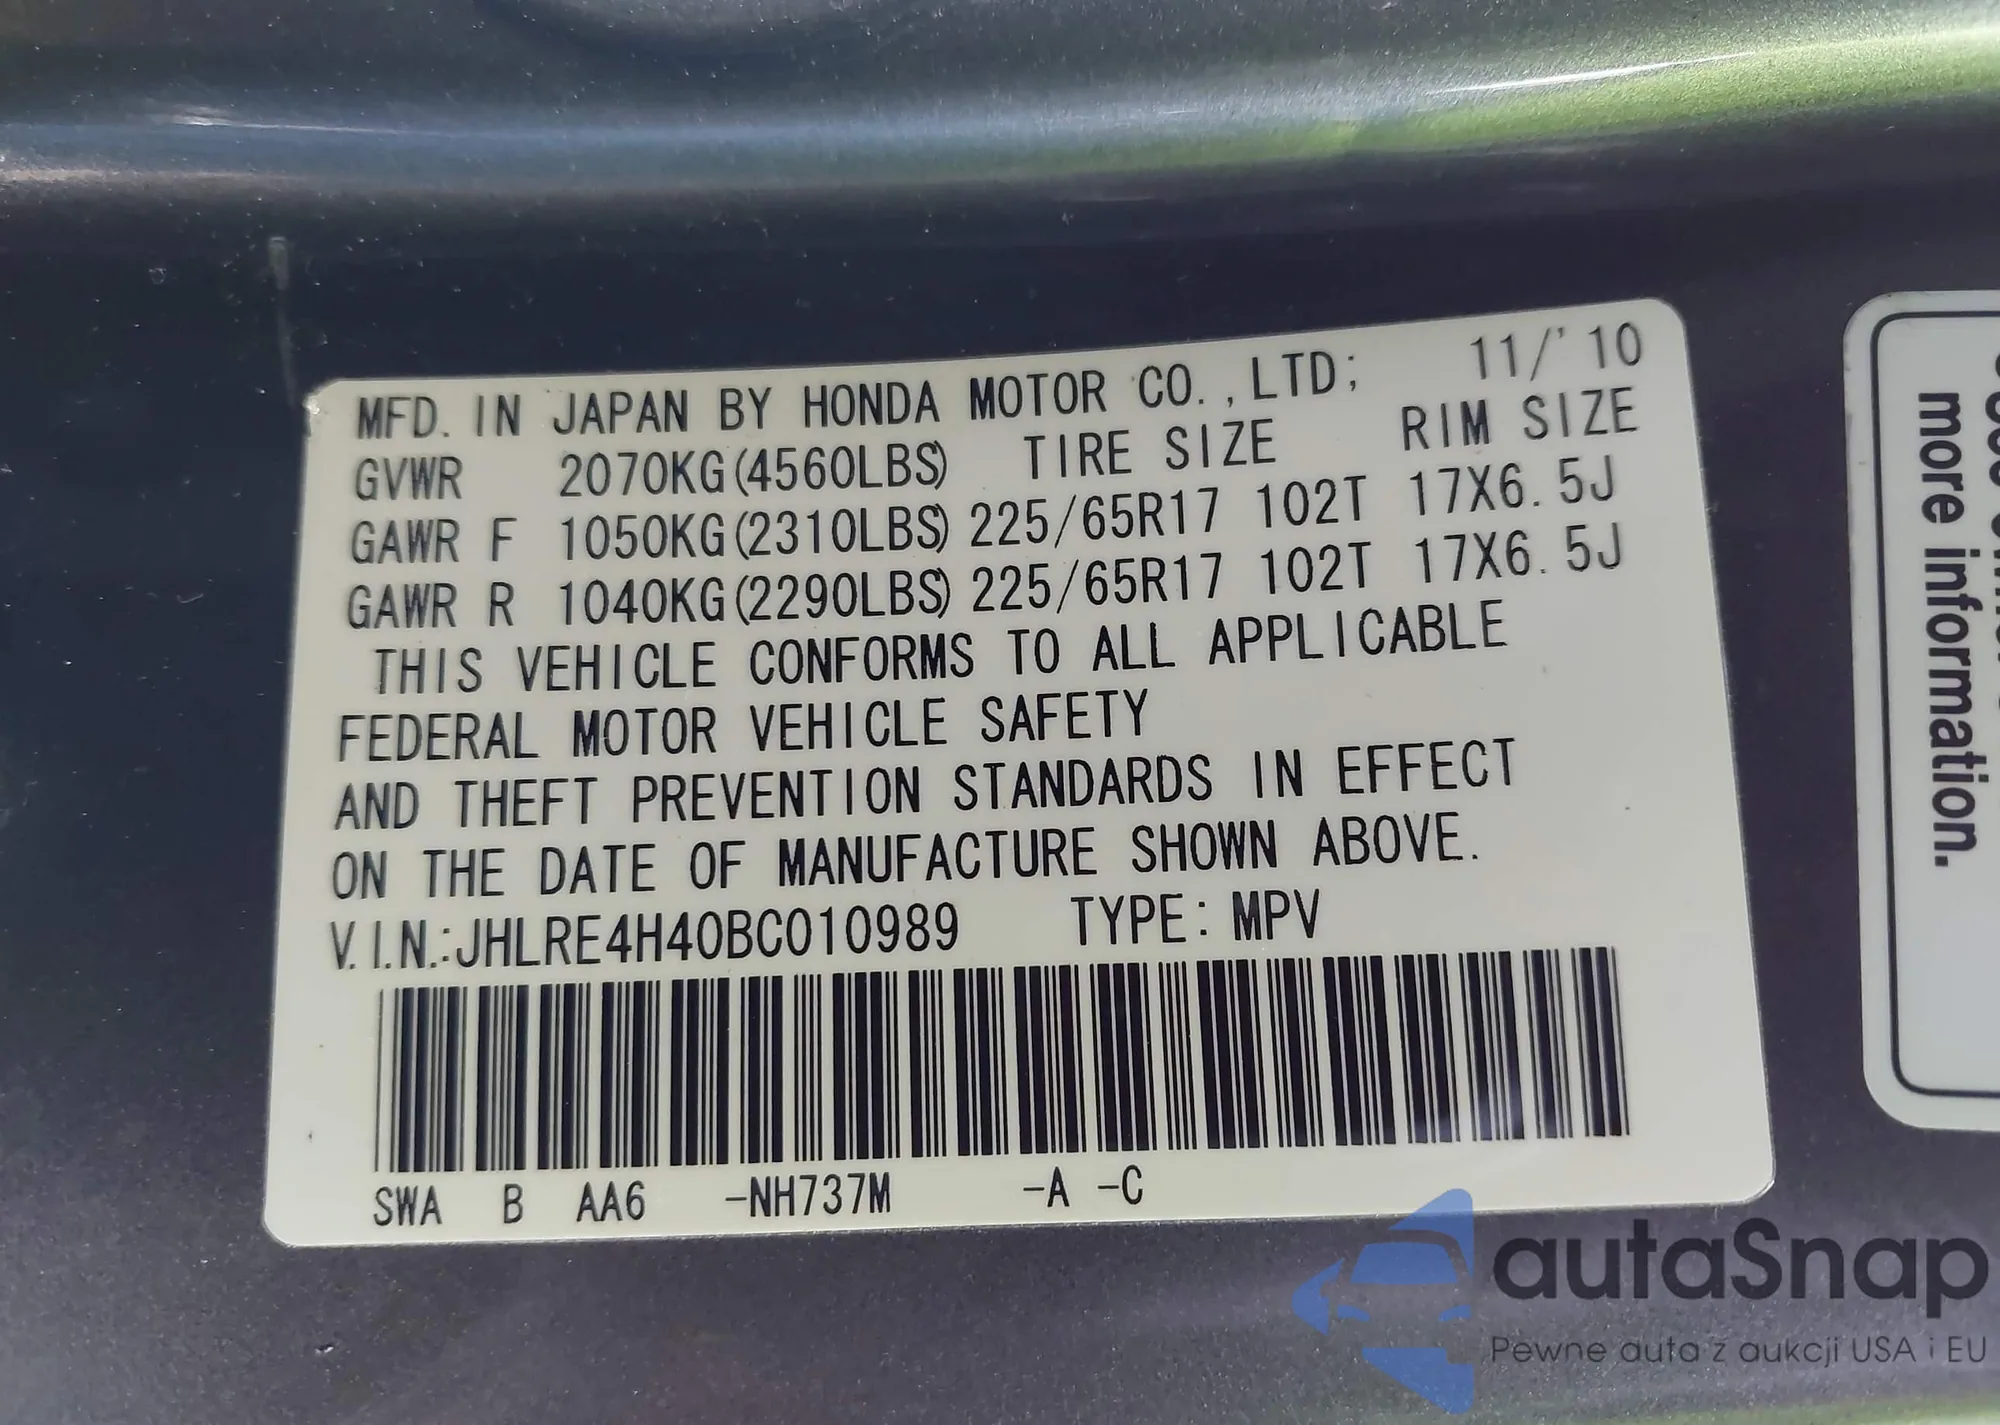 MFD. IN JAPAN BY HONDA MOTOR CO.,LTD; 11/'10
GVWR 2070KG(4560LBS) TIRE SIZE RIM SIZE
GAWR F 1050KG(2310LBS) 225/65R17 102T 17X6.5J
GAWR R 1040KG(2290LBS) 225/65R17 102T 17X6.5J
THIS VEHICLE CONFORMS TO ALL APPLICABLE
FEDERAL MOTOR VEHICLE SAFETY
AND THEFT PREVENTION STANDARDS IN EFFECT
ON THE DATE OF MANUFACTURE SHOWN ABOVE.
V.I.N.:JHLRE4H40BC010989 TYPE: MPV
SWA B AA6 -NH737M -A -C
more information.
autaSnap
Pewne auta z aukcji USA i EU